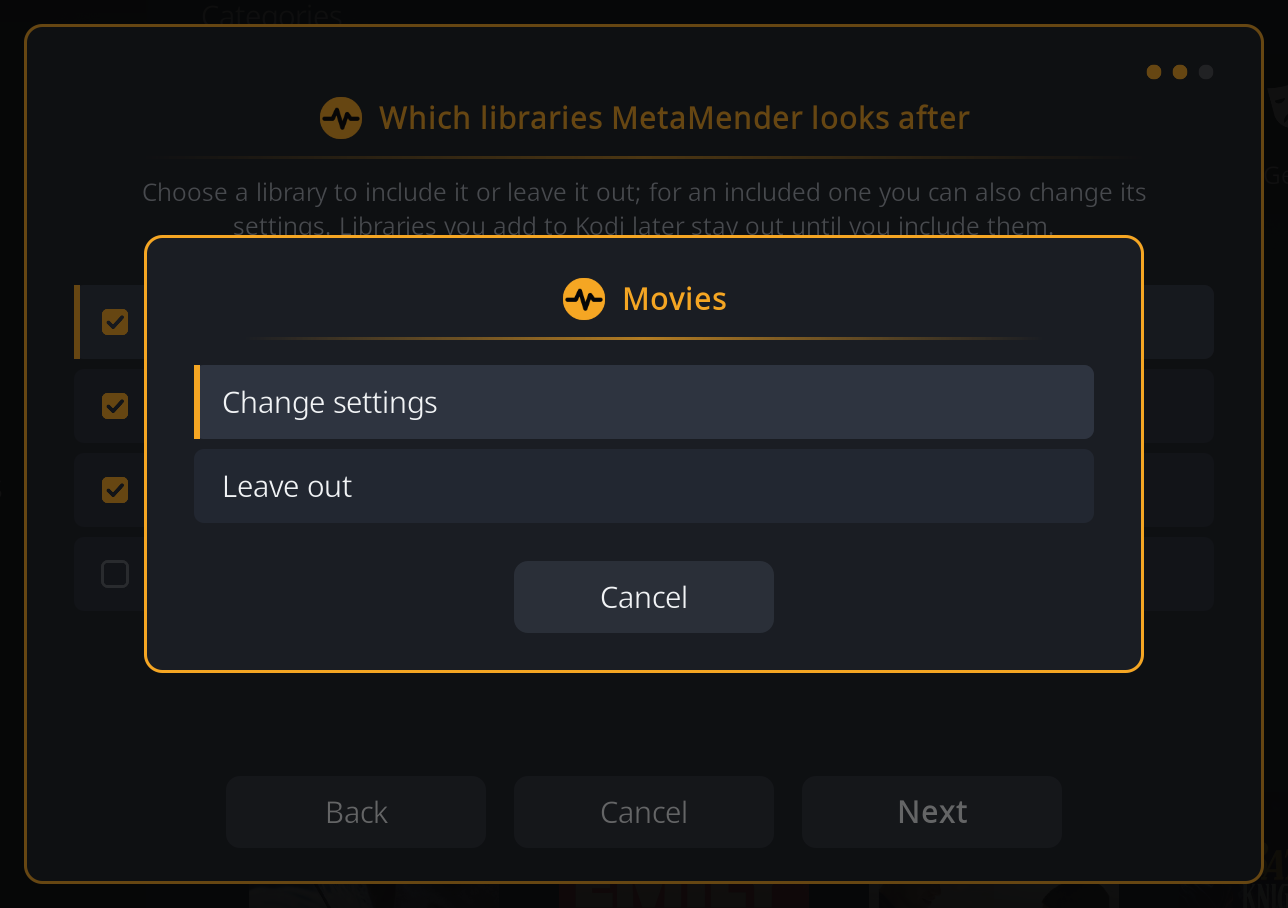 Categories
Which libraries MetaMender looks after
Choose a library to include it or leave it out; for an included one you can also change its
settings. Libraries you add to Kodi later stay out until you include them.
Movies
Change settings
Leave out
Cancel
Back
Cancel
Next